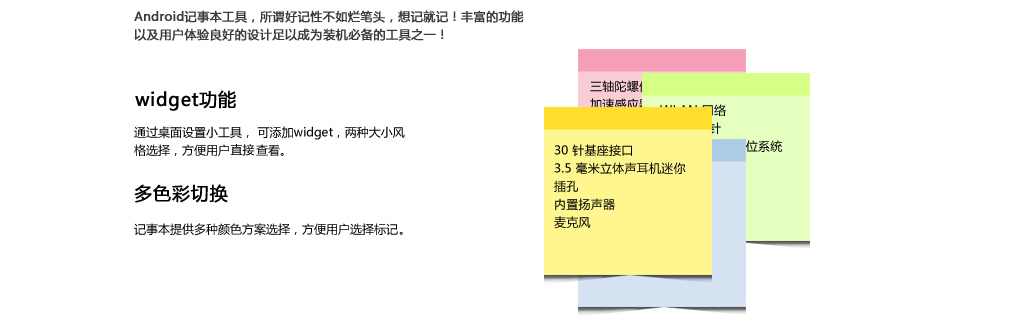 Android记事本工具，所谓好记性不如烂笔头，想记就记！丰富的功能
以及用户体验良好的设计足以成为装机必备的工具之一！
widget功能
通过桌面设置小工具， 可添加widget，两种大小风
格选择，方便用户直接查看。
多色彩切换
记事本提供多种颜色方案选择，方便用户选择标记。
三轴陀螺
加速感应
WLAN 网络
针
位系统
30 针基座接口
3.5 毫米立体声耳机迷你
插孔
内置扬声器
麦克风